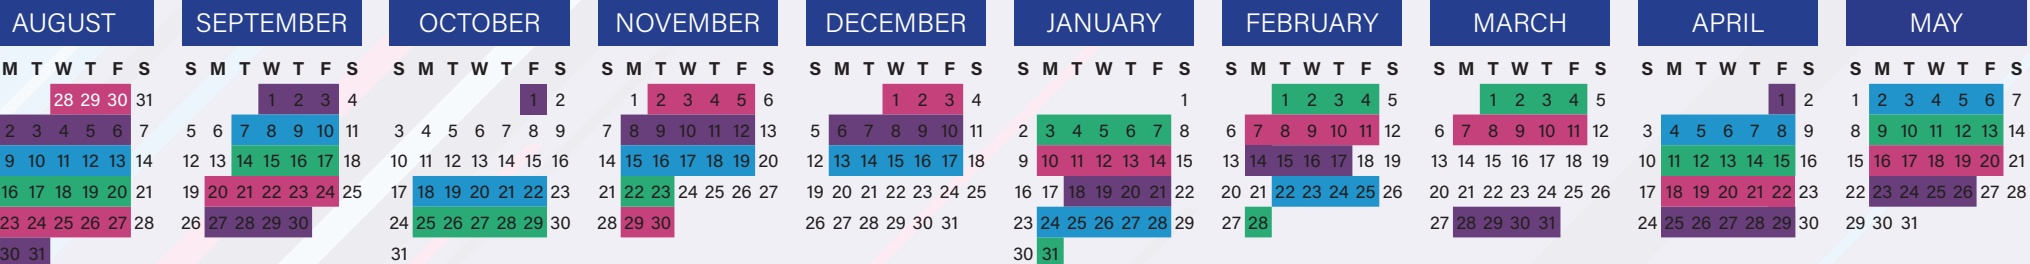 AUGUST
M T W T F S
28 29 30 31
2 3 4 5 6 7
9 10 11 12 13 14
16 17 18 19 20 21
23 24 25 26 27 28
30 31
SEPTEMBER
S M T W T F S
1 2 3 4
5 6 7 8 9 10 11
12 13 14 15 16 17 18
19 20 21 22 23 24 25
26 27 28 29 30
OCTOBER
S M T W T F S
1 2
3 4 5 6 7 8 9
10 11 12 13 14 15 16
17 18 19 20 21 22 23
24 25 26 27 28 29 30
31
NOVEMBER
S M T W T F S
1 2 3 4 5 6
7 8 9 10 11 12 13
14 15 16 17 18 19 20
21 22 23 24 25 26 27
28 29 30
DECEMBER
S M T W T F S
1 2 3 4
5 6 7 8 9 10 11
12 13 14 15 16 17 18
19 20 21 22 23 24 25
26 27 28 29 30 31
JANUARY
S M T W T F S
1
2 3 4 5 6 7 8
9 10 11 12 13 14 15
16 17 18 19 20 21 22
23 24 25 26 27 28 29
30 31
FEBRUARY
S M T W T F S
1 2 3 4 5
6 7 8 9 10 11 12
13 14 15 16 17 18 19
20 21 22 23 24 25 26
27 28
MARCH
S M T W T F S
1 2 3 4 5
6 7 8 9 10 11 12
13 14 15 16 17 18 19
20 21 22 23 24 25 26
27 28 29 30 31
APRIL
S M T W T F S
1 2
3 4 5 6 7 8 9
10 11 12 13 14 15 16
17 18 19 20 21 22 23
24 25 26 27 28 29 30
MAY
S M T W T F S
1 2 3 4 5 6 7
8 9 10 11 12 13 14
15 16 17 18 19 20 21
22 23 24 25 26 27 28
29 30 31